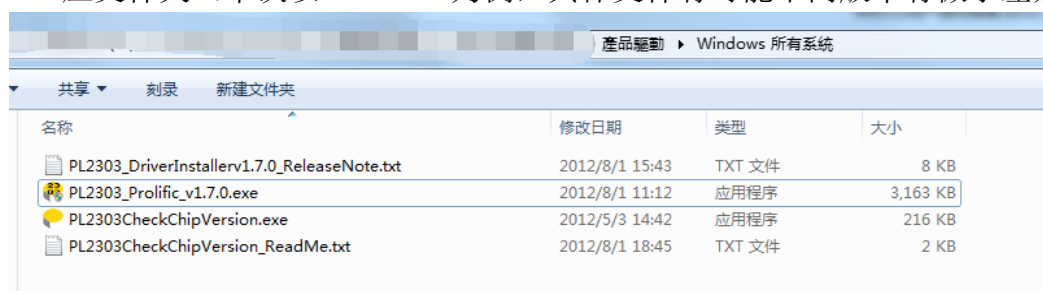 產品驅動 ▸ Windows 所有系統
共享 刻录 新建文件夹
名称 修改日期 类型 大小
PL2303_DriverInstallerv1.7.0_ReleaseNote.txt 2012/8/1 15:43 TXT 文件 8 KB
PL2303_Prolific_v1.7.0.exe 2012/8/1 11:12 应用程序 3,163 KB
PL2303CheckChipVersion.exe 2012/5/3 14:42 应用程序 216 KB
PL2303CheckChipVersion_ReadMe.txt 2012/8/1 18:45 TXT 文件 2 KB